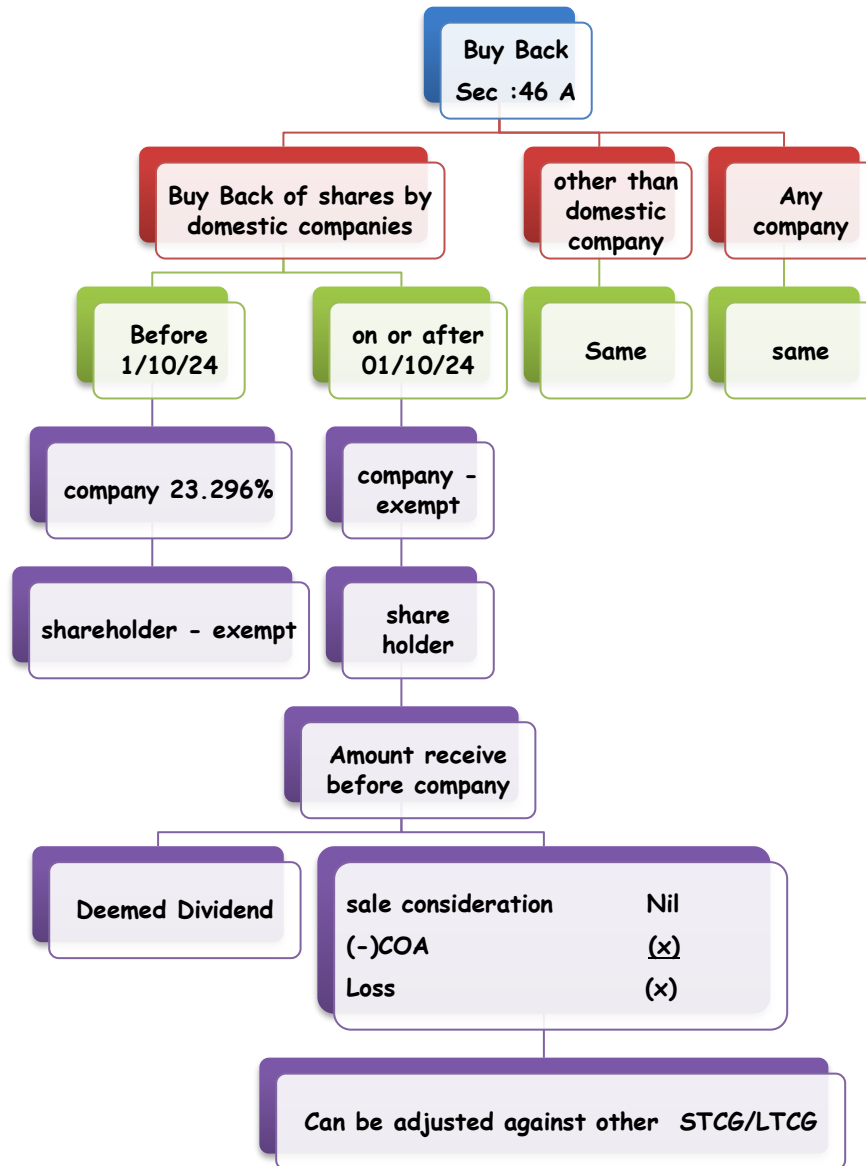 Buy Back
Sec :46 A
Buy Back of shares by
domestic companies
other than
domestic
company
Any
company
Before
1/10/24
on or after
01/10/24
Same
same
company 23.296%
company -
exempt
shareholder - exempt
share
holder
Amount receive
before company
Deemed Dividend
sale consideration Nil
(-)COA (x)
Loss (x)
Can be adjusted against other STCG/LTCG